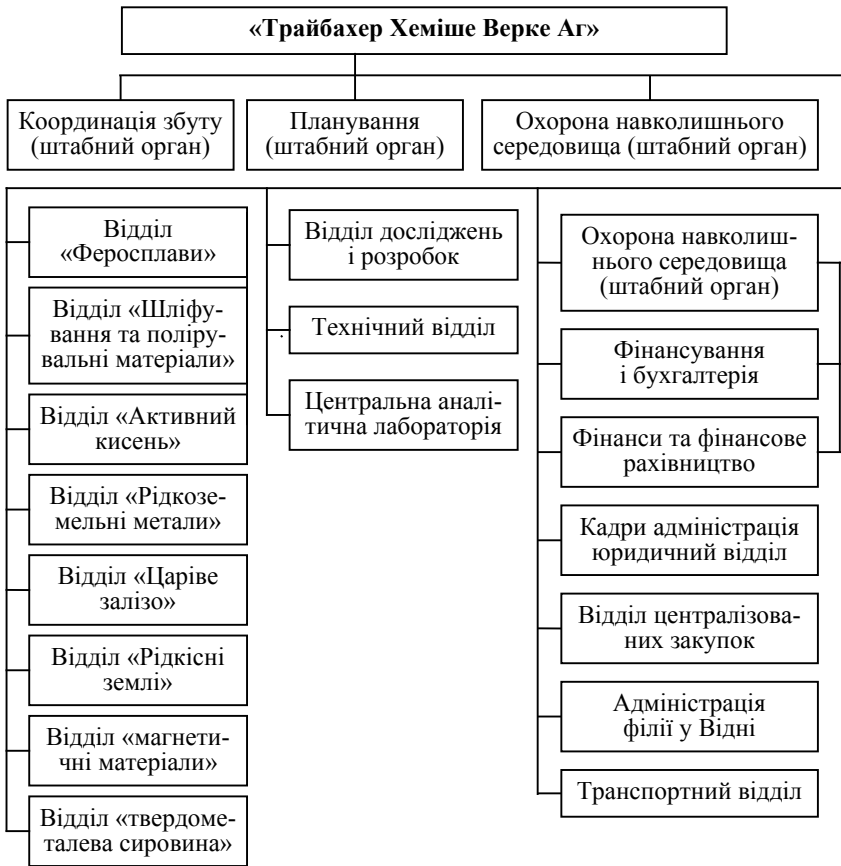 «Трайбахер Хеміше Верке Аг»
Координація збуту
(штабний орган)
Планування
(штабний орган)
Охорона навколишнього
середовища (штабний орган)
Відділ
«Феросплави»
Відділ «Шліфу-
вання та поліру-
вальні матеріали»
Відділ «Активний
кисень»
Відділ «Рідкозе-
мельні метали»
Відділ «Царіве
залізо»
Відділ «Рідкісні
землі»
Відділ «магнети-
чні матеріали»
Відділ «твердоме-
талева сировина»
Відділ досліджень
і розробок
Технічний відділ
Центральна аналі-
тична лабораторія
Охорона навколиш-
нього середовища
(штабний орган)
Фінансування
і бухгалтерія
Фінанси та фінансове
рахівництво
Кадри адміністрація
юридичний відділ
Відділ централізова-
них закупок
Адміністрація
філії у Відні
Транспортний відділ